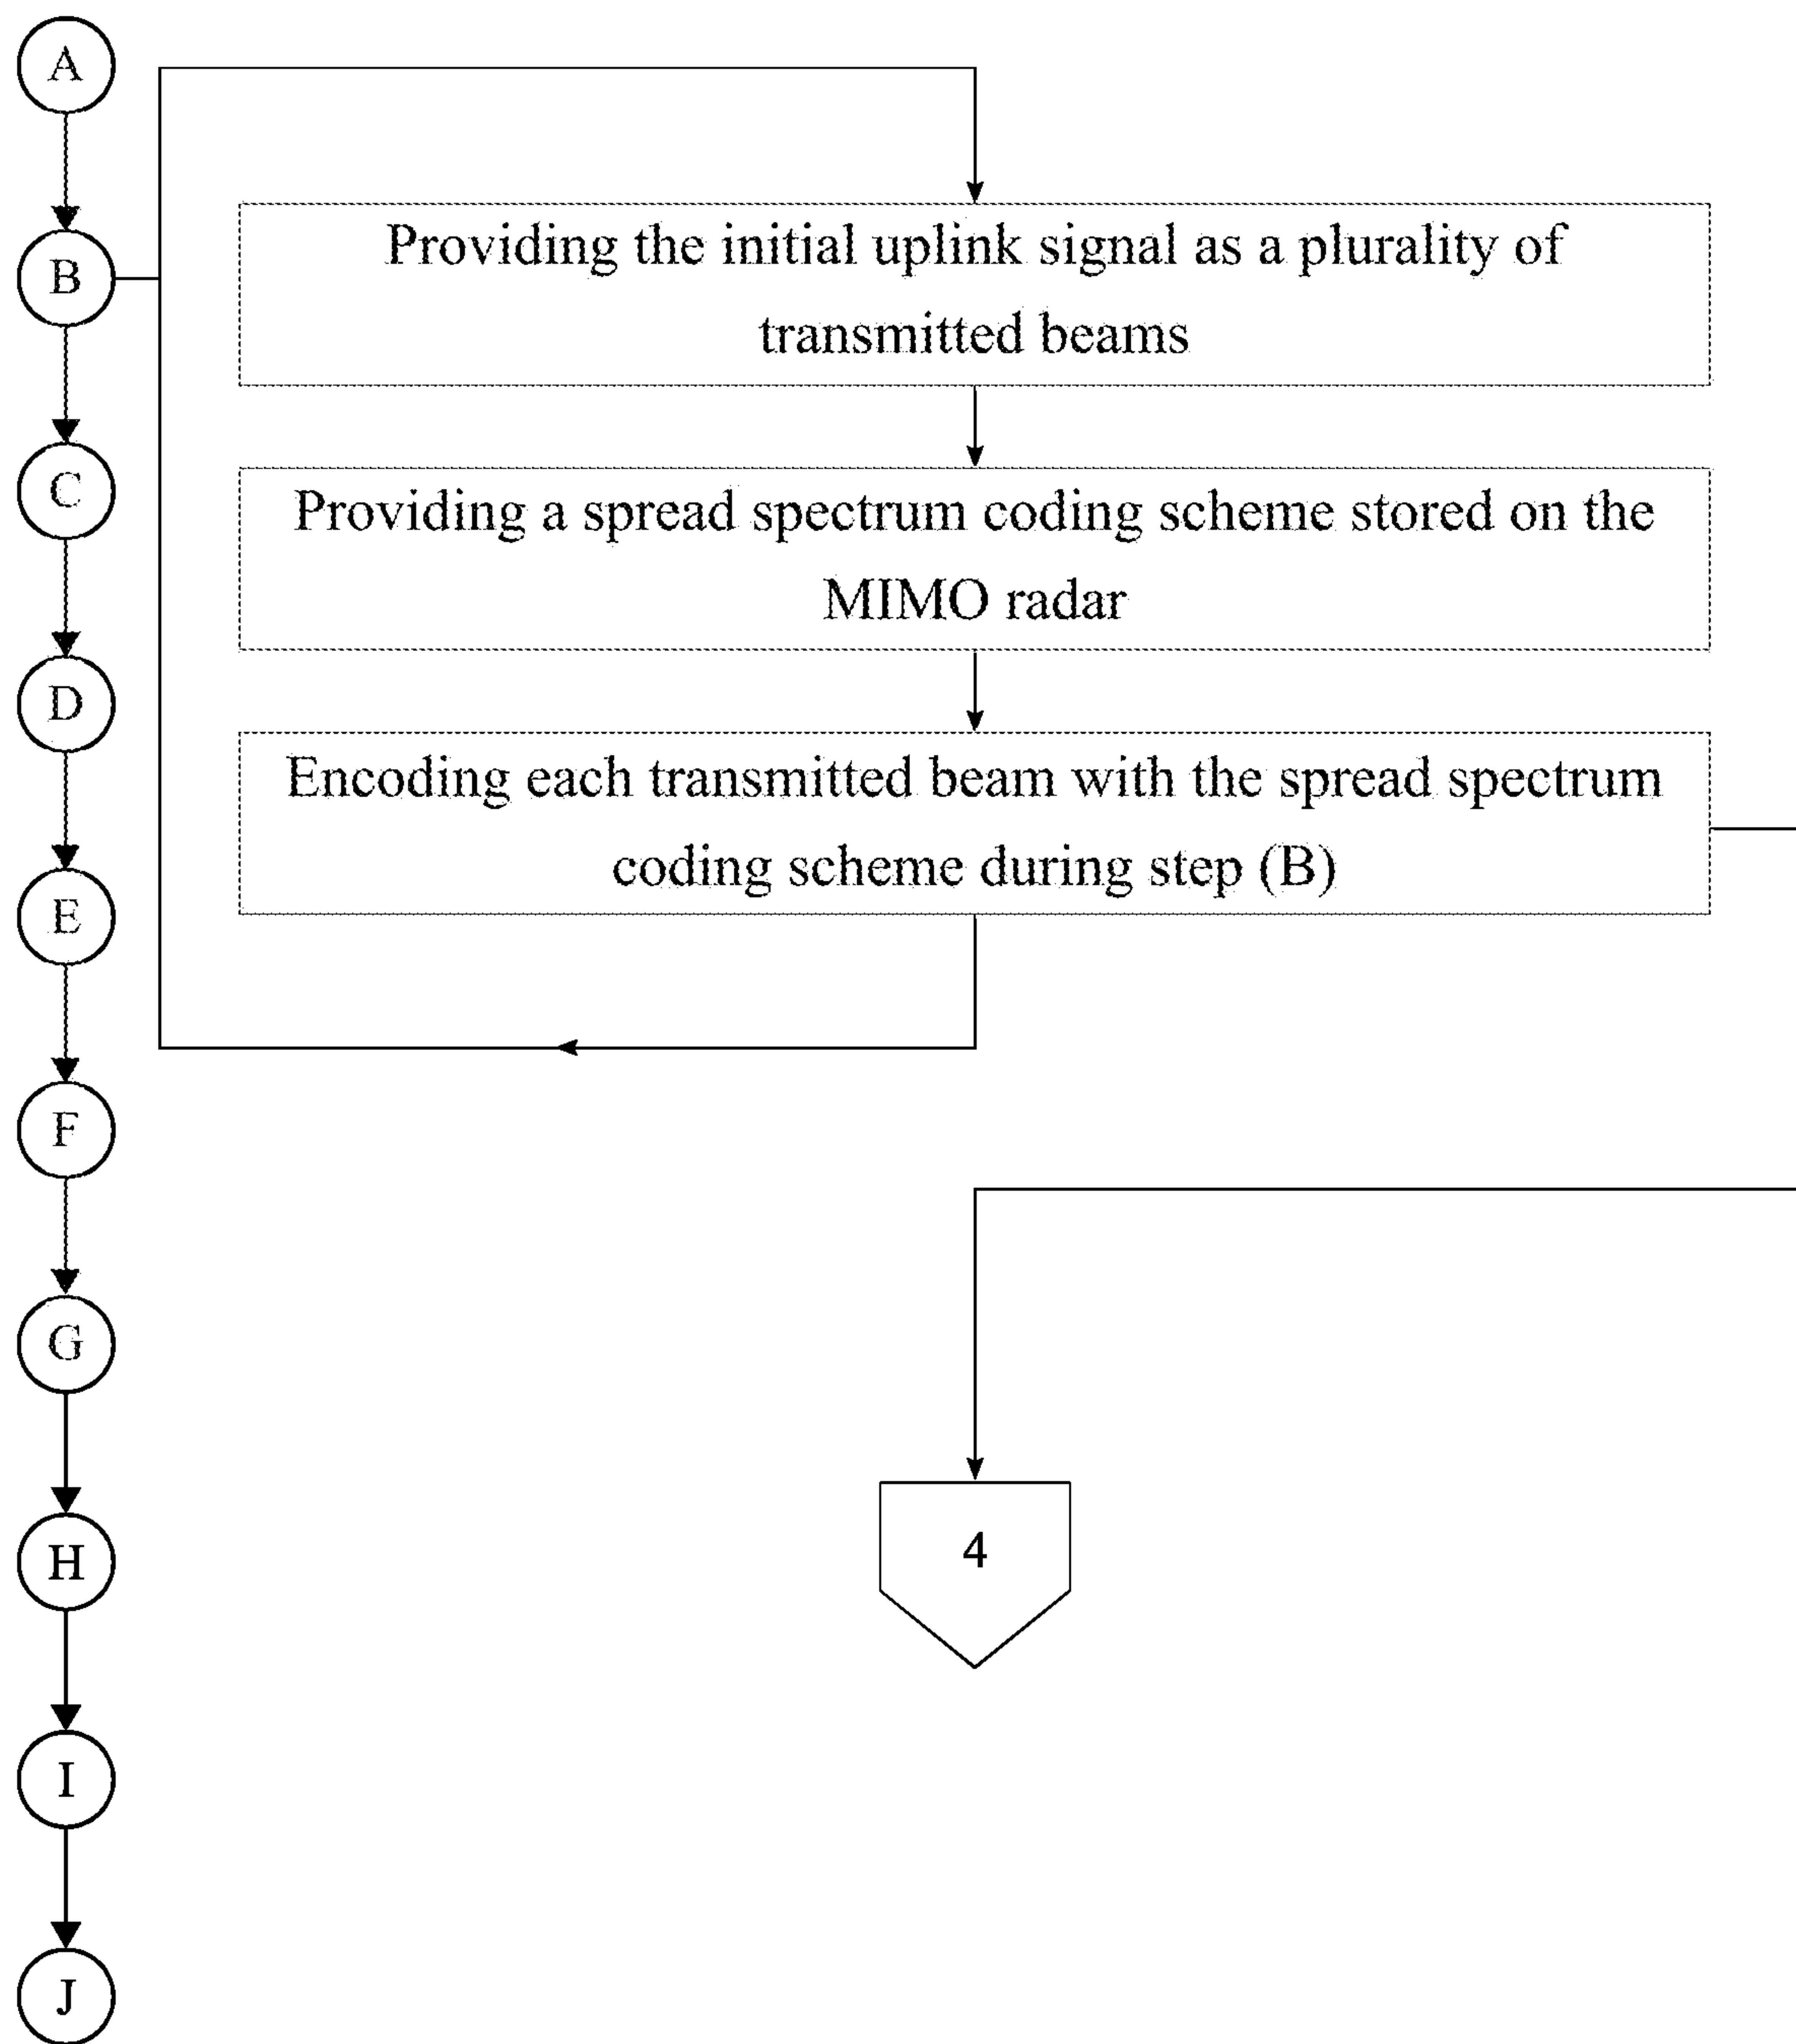 A
B
C
D
E
F
G
H
I
J
Providing the initial uplink signal as a plurality of
transmitted beams
Providing a spread spectrum coding scheme stored on the
MIMO radar
Encoding each transmitted beam with the spread spectrum
coding scheme during step (B)
4